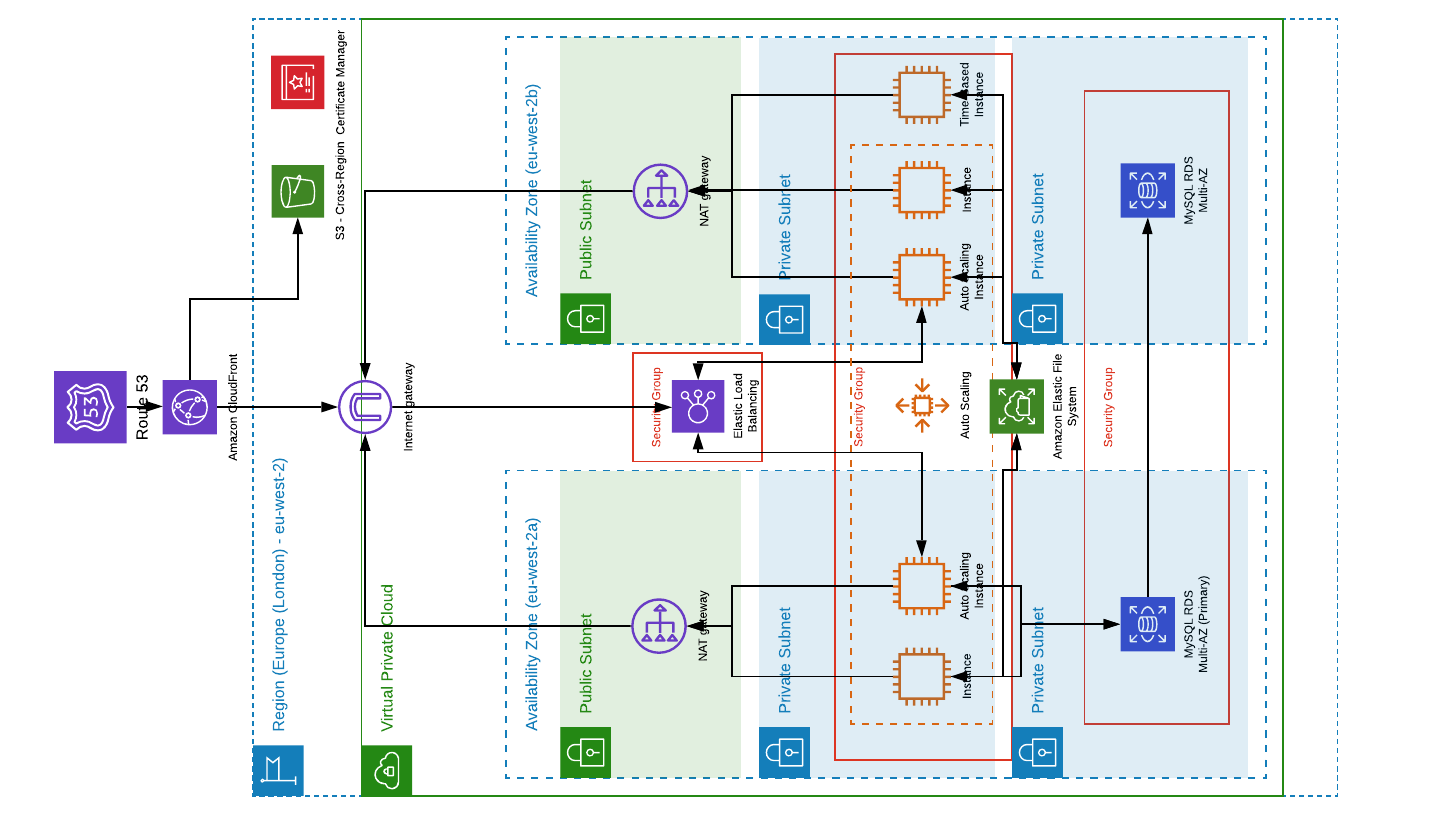 Route 53
53
Amazon CloudFront
Region (Europe (London) - eu-west-2)
S3 - Cross-Region
Certificate Manager
Virtual Private Cloud
Internet gateway
Availability Zone (eu-west-2a)
Availability Zone (eu-west-2b)
Public Subnet
Public Subnet
NAT gateway
NAT gateway
Security Group
Elastic Load
Balancing
Private Subnet
Private Subnet
Security Group
Instance
Auto Scaling
Instance
Auto Scaling
Auto Scaling
Instance
Instance
Time-Based
Instance
Private Subnet
Amazon Elastic File
System
Private Subnet
Security Group
MySQL RDS
Multi-AZ (Primary)
MySQL RDS
Multi-AZ